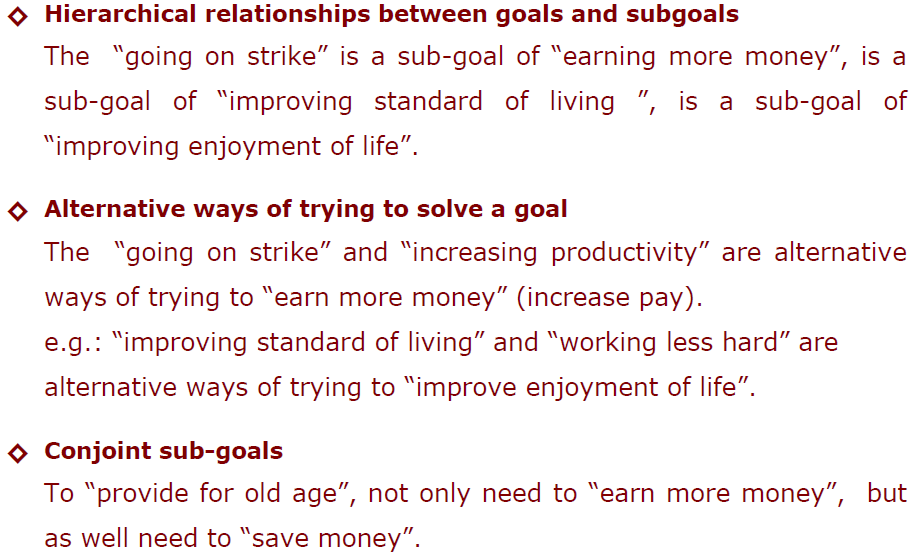 Hierarchical relationships between goals and subgoals
The “going on strike” is a sub-goal of “earning more money”, is a
sub-goal of “improving standard of living ”, is a sub-goal of
“improving enjoyment of life”.
Alternative ways of trying to solve a goal
The “going on strike” and “increasing productivity” are alternative
ways of trying to “earn more money” (increase pay).
e.g.: “improving standard of living” and “working less hard” are
alternative ways of trying to “improve enjoyment of life”.
Conjoint sub-goals
To “provide for old age”, not only need to “earn more money”, but
as well need to “save money”.